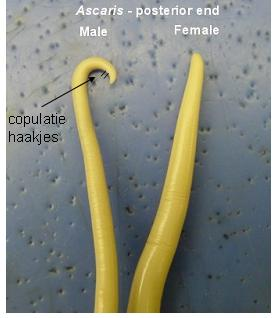 Ascaris - posterior end
Male
Female
copulatie
haakjes